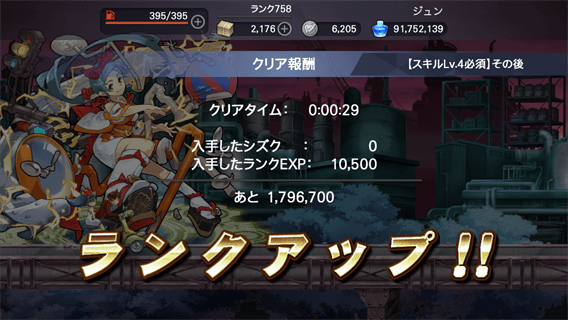 ランク758
ジュン
395/395
2,176
6,205
91,752,139
クリア報酬
【スキルLv.4必須】その後
クリアタイム： 0:00:29
入手したシズク ： 0
入手したランクEXP： 10,500
あと 1,796,700
ランクアップ!!